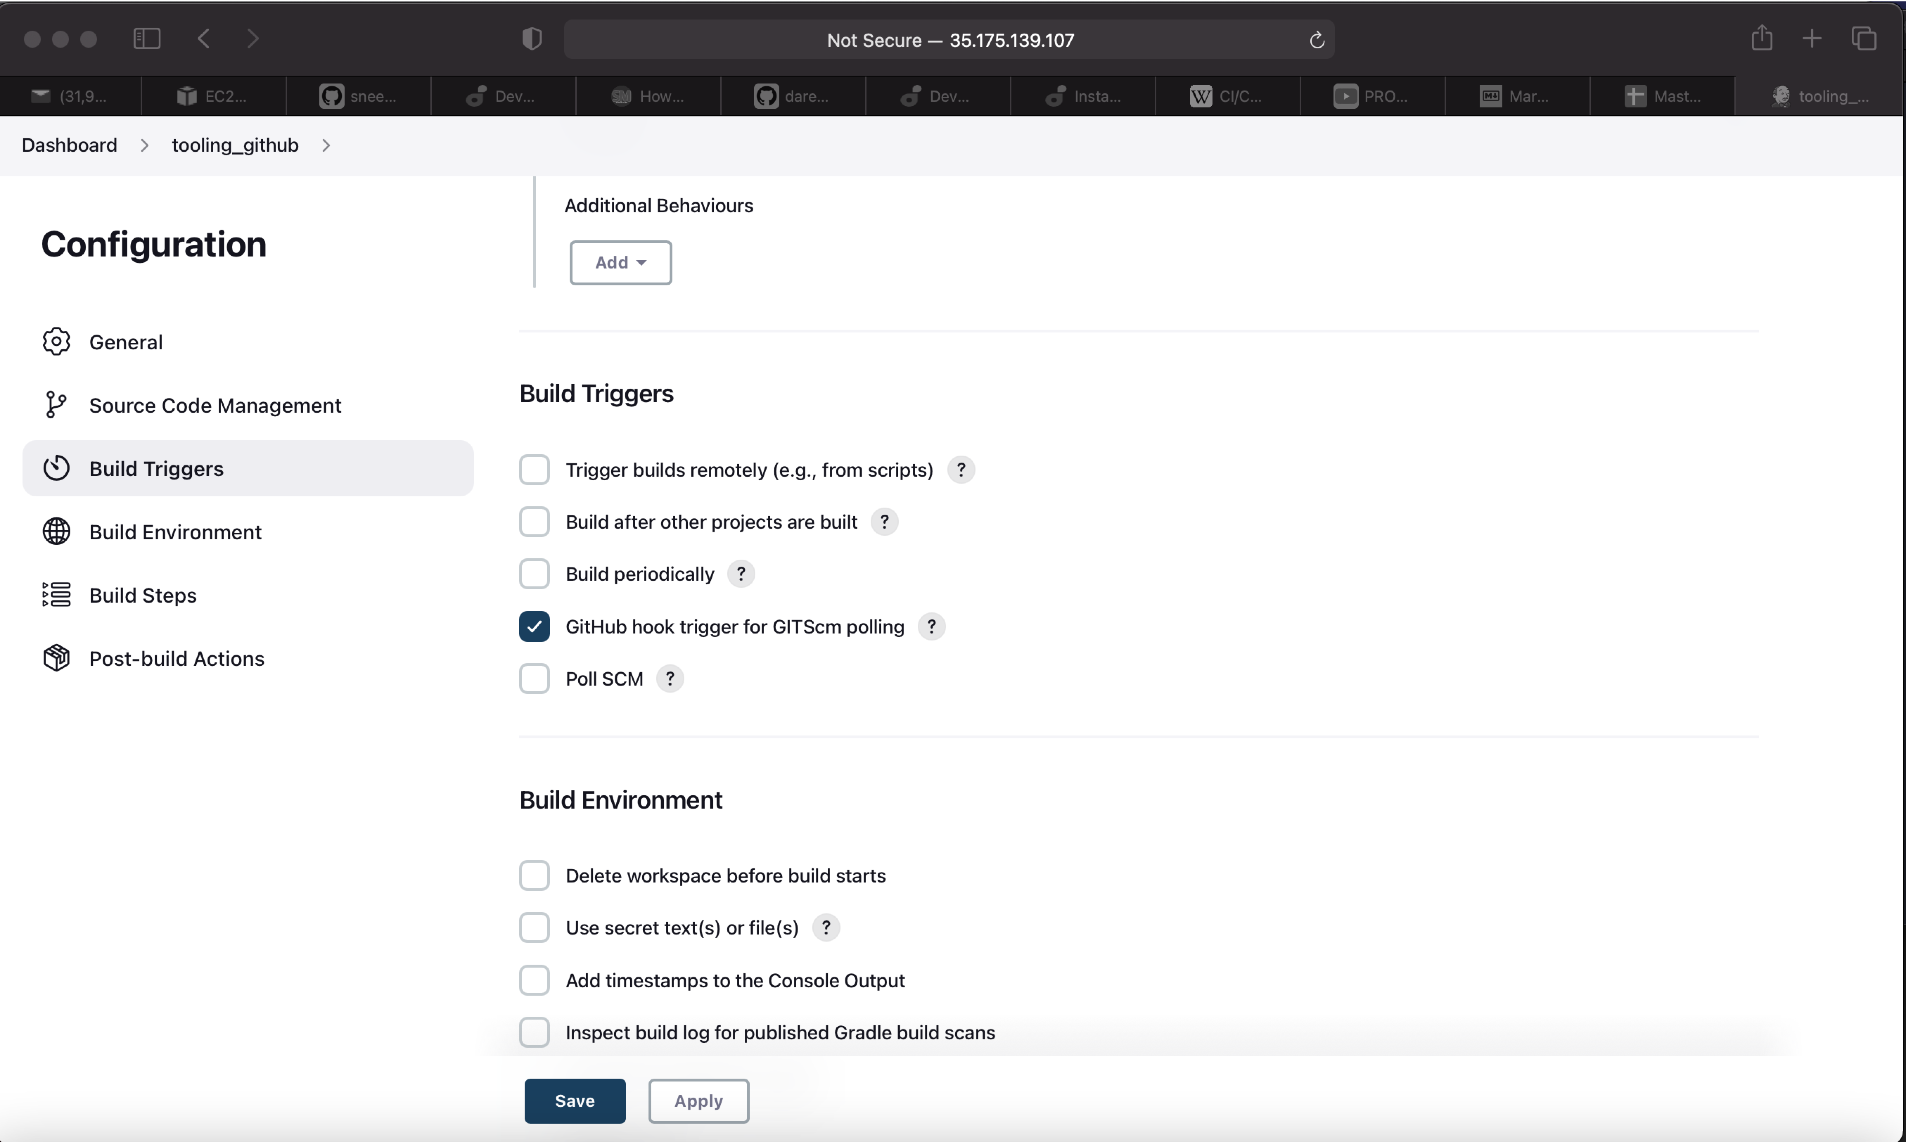 Not Secure — 35.175.139.107
(31,9...
EC2...
snee...
Dev...
How...
dare...
Dev...
Insta...
W CI/C...
PRO...
Mar...
Mast...
tooling_...
Dashboard > tooling_github >
Configuration
General
Source Code Management
Build Triggers
Build Environment
Build Steps
Post-build Actions
Additional Behaviours
Add
Build Triggers
Trigger builds remotely (e.g., from scripts) ?
Build after other projects are built ?
Build periodically ?
GitHub hook trigger for GITScm polling ?
Poll SCM ?
Build Environment
Delete workspace before build starts
Use secret text(s) or file(s) ?
Add timestamps to the Console Output
Inspect build log for published Gradle build scans
Save
Apply